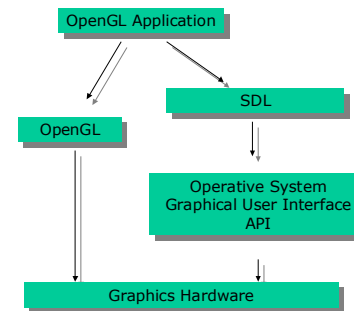 OpenGL Application
SDL
OpenGL
Operative System
Graphical User Interface
API
Graphics Hardware